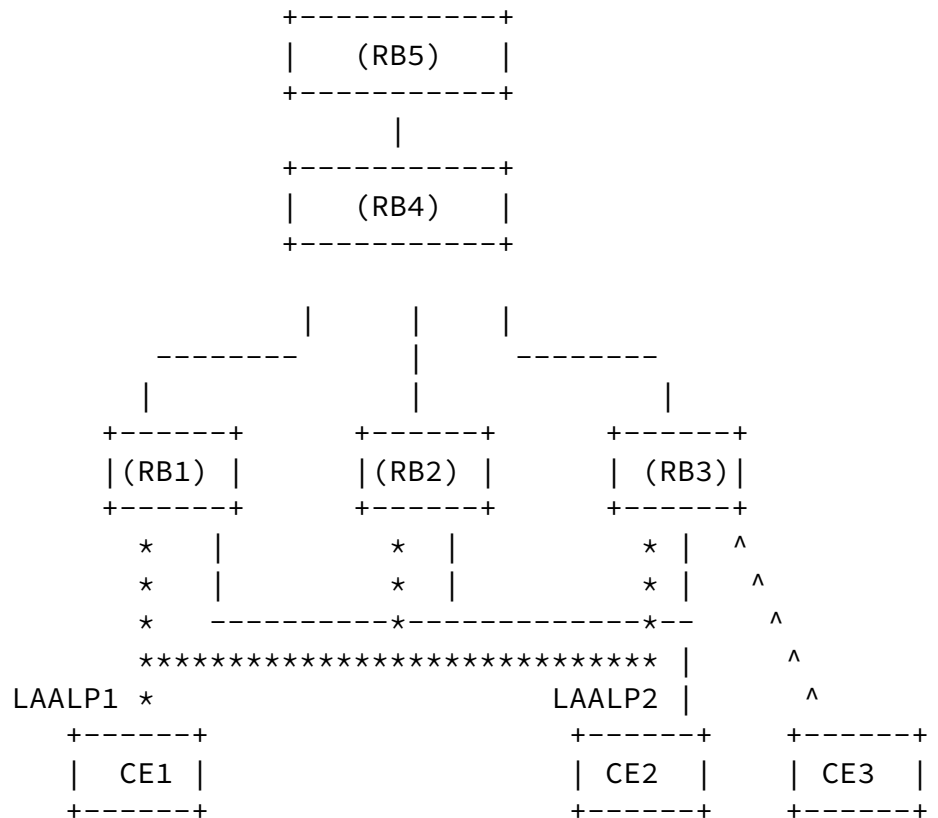 (RB5)
(RB4)
(RB1) (RB2) (RB3)
LAALP1 LAALP2
CE1 CE2 CE3